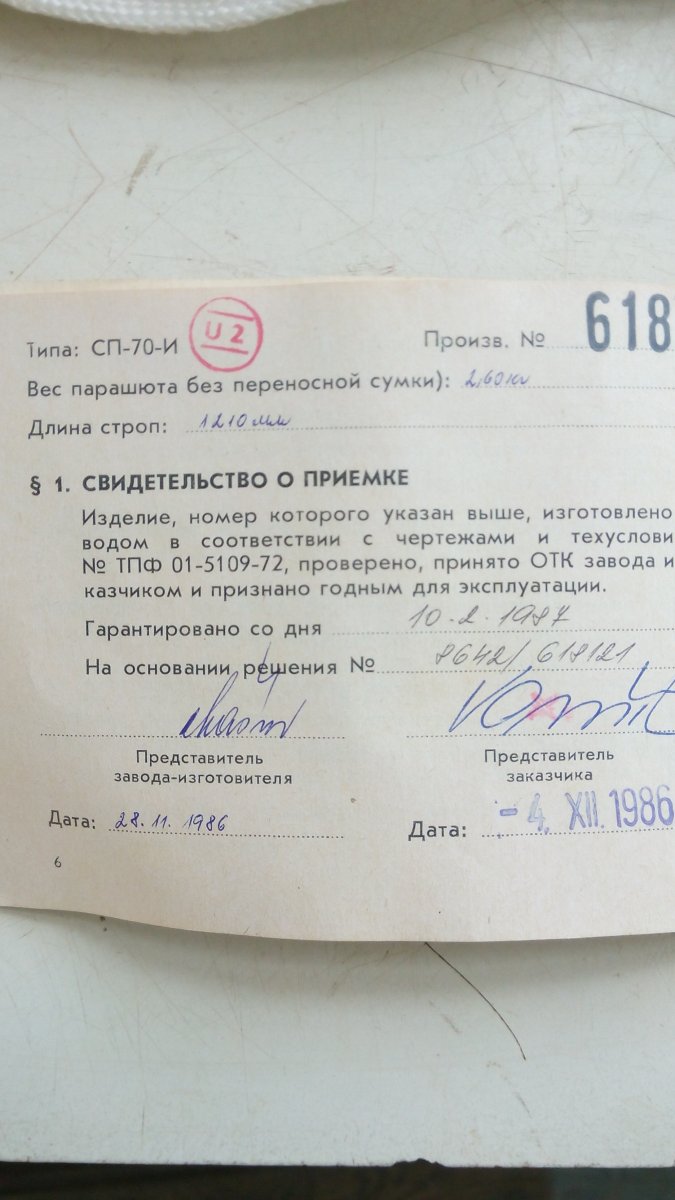 Типа: СП-70-И
U2
Произв. № 618
Вес парашюта без переносной сумки): 2,60 кг
Длина строп: 1210 мм
§ 1. СВИДЕТЕЛЬСТВО О ПРИЕМКЕ
Изделие, номер которого указан выше, изготовлено
водом в соответствии с чертежами и техуслови
№ ТПФ 01-5109-72, проверено, принято ОТК завода и
казчиком и признано годным для эксплуатации.
Гарантировано со дня 10.2.1987
На основании решения №
Представитель
завода-изготовителя
Представитель
заказчика
Дата: 28.11.1986
Дата: -4. XII. 1986
6